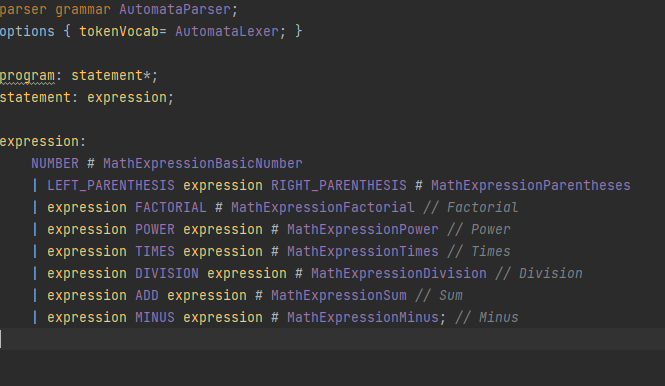 parser grammar AutomataParser;
options { tokenVocab= AutomataLexer; }
program: statement*;
statement: expression;
expression:
NUMBER # MathExpressionBasicNumber
| LEFT_PARENTHESIS expression RIGHT_PARENTHESIS # MathExpressionParentheses
| expression FACTORIAL # MathExpressionFactorial // Factorial
| expression POWER expression # MathExpressionPower // Power
| expression TIMES expression # MathExpressionTimes // Times
| expression DIVISION expression # MathExpressionDivision // Division
| expression ADD expression # MathExpressionSum // Sum
| expression MINUS expression # MathExpressionMinus; // Minus